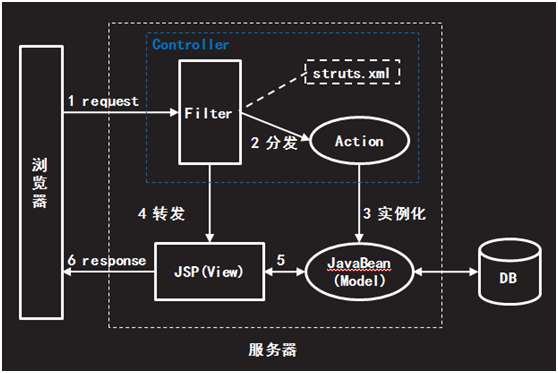 Controller
struts.xml
1 request
Filter
2 分发
Action
浏览器
4 转发
3 实例化
6 response
JSP(View)
5
JavaBean
(Model)
DB
服务器